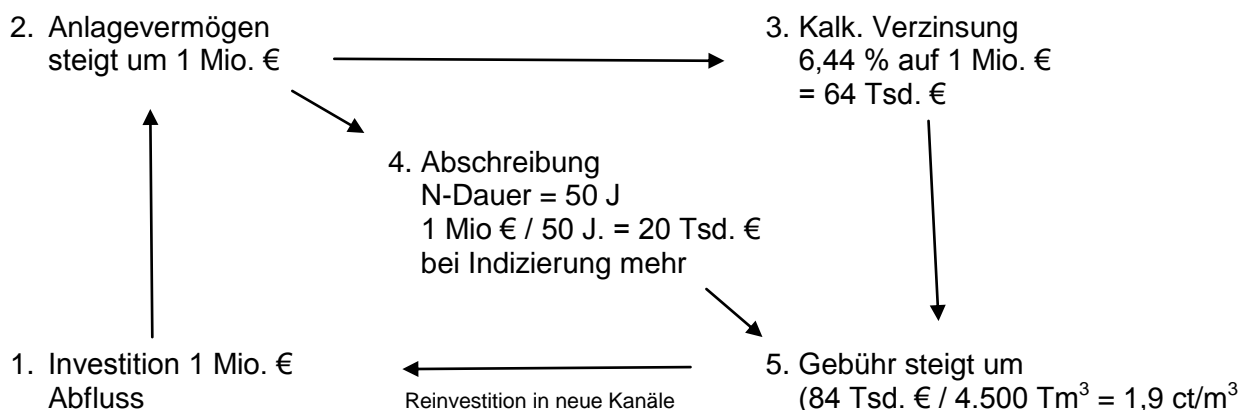 2. Anlagevermögen
steigt um 1 Mio. €
3. Kalk. Verzinsung
6,44 % auf 1 Mio. €
= 64 Tsd. €
4. Abschreibung
N-Dauer = 50 J
1 Mio € / 50 J. = 20 Tsd. €
bei Indizierung mehr
1. Investition 1 Mio. €
Abfluss
Reinvestition in neue Kanäle
5. Gebühr steigt um
(84 Tsd. € / 4.500 Tm³ = 1,9 ct/m³